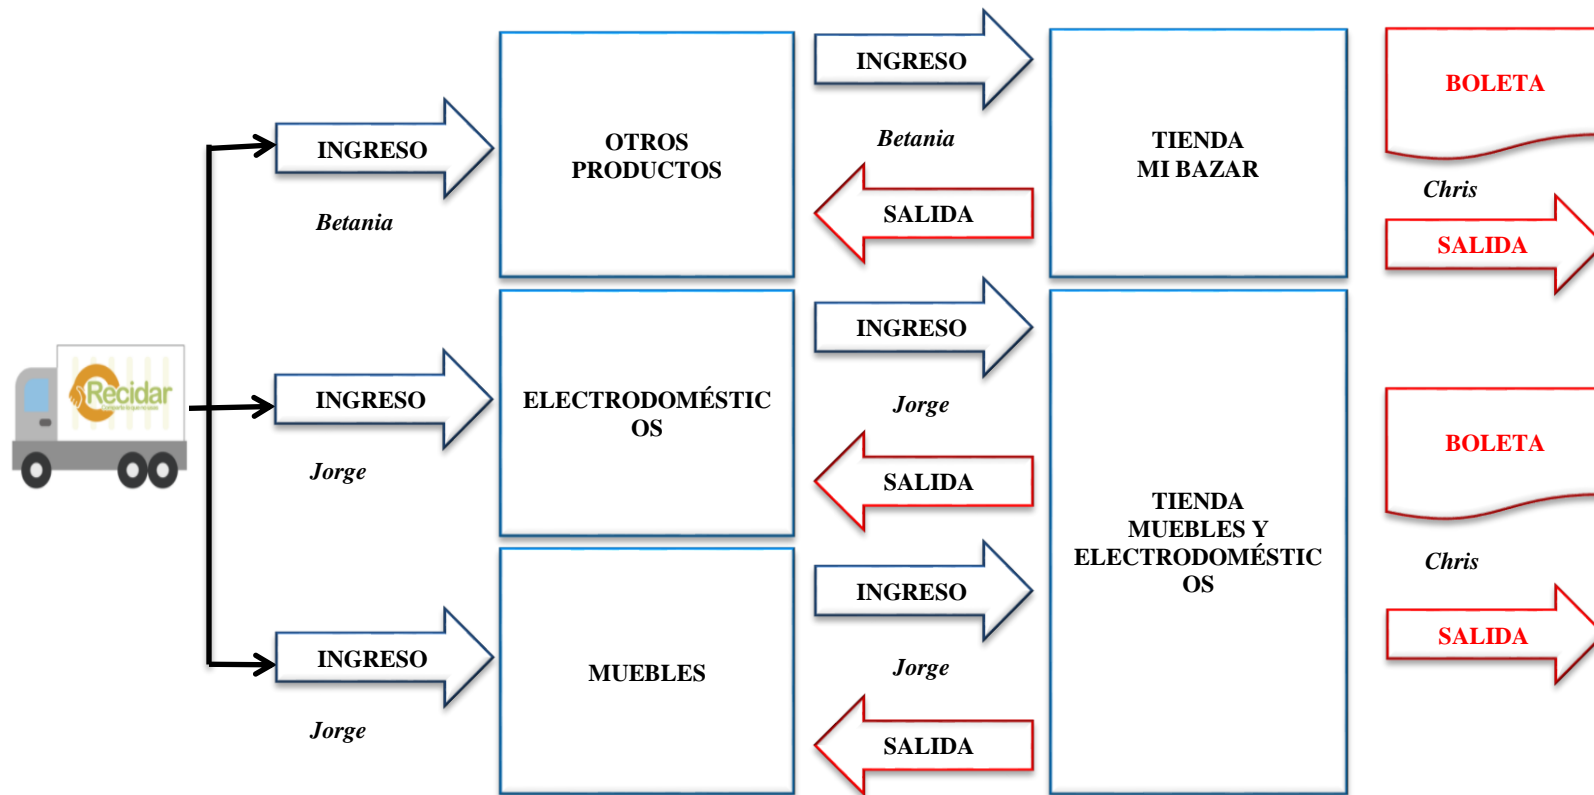 INGRESO
BOLETA
INGRESO
OTROS
PRODUCTOS
Betania
TIENDA
MI BAZAR
Betania
SALIDA
Chris
SALIDA
INGRESO
Recidar
INGRESO
ELECTRODOMÉSTIC
OS
Jorge
BOLETA
Jorge
SALIDA
TIENDA
MUEBLES Y
ELECTRODOMÉSTIC
OS
Chris
INGRESO
INGRESO
MUEBLES
Jorge
SALIDA
Jorge
SALIDA